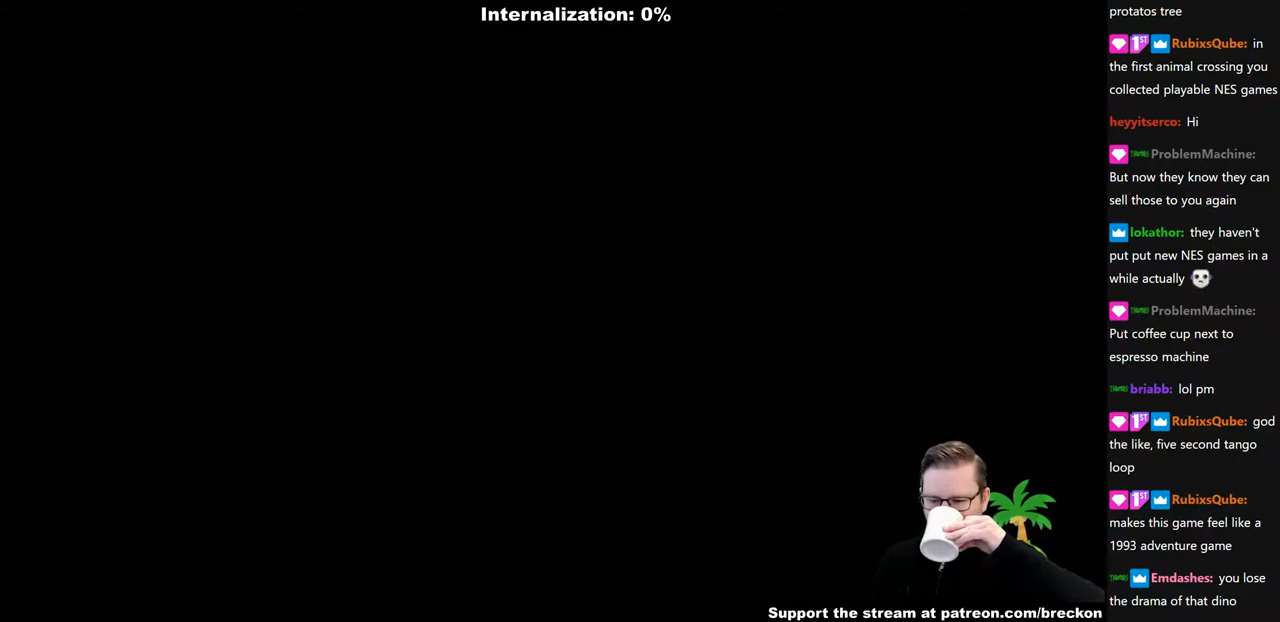 Internalization: 0%
protatos tree
RubixsQube: in
the first animal crossing you
collected playable NES games
heyyitserco: Hi
ProblemMachine:
But now they know they can
sell those to you again
lokathor: they haven't
put put new NES games in a
while actually
ProblemMachine:
Put coffee cup next to
espresso machine
briabb: lol pm
RubixsQube: god
the like, five second tango
loop
RubixsQube:
makes this game feel like a
1993 adventure game
Emdashes: you lose
the drama of that dino
Support the stream at patreon.com/breckon